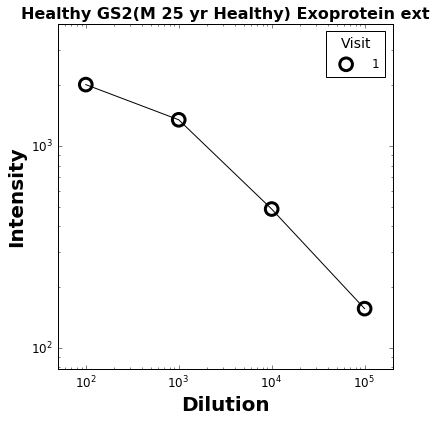 Healthy GS2(M 25 yr Healthy) Exoprotein ext
Visit
1
Intensity
10³
10²
10² 10³ 10⁴ 10⁵
Dilution